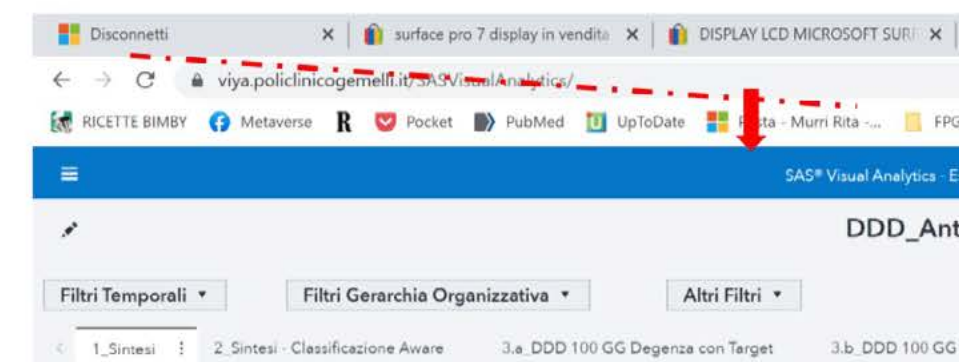 Disconnetti surface pro 7 display in vendita DISPLAY LCD MICROSOFT SURF
viya.policlinicogemelli.it/SASVisualAnalytics/
RICETTE BIMBY Metaverse R Pocket PubMed UpToDate Posta - Murri Rita -... FPG
SAS® Visual Analytics - E
DDD_Ant
Filtri Temporali Filtri Gerarchia Organizzativa Altri Filtri
1_Sintesi 2_Sintesi - Classificazione Aware 3.a_DDD 100 GG Degenza con Target 3.b_DDD 100 GG